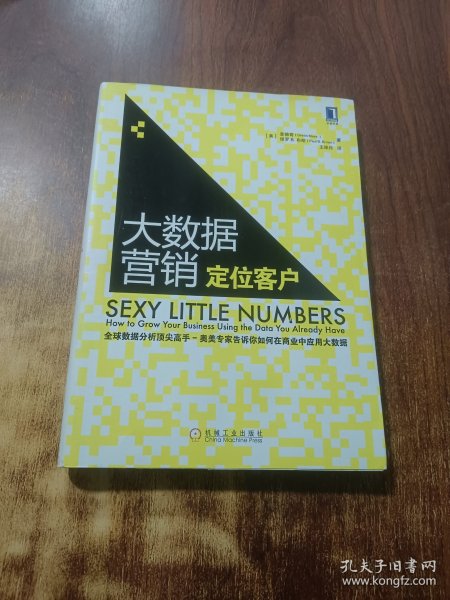 大数据
营销 定位客户
SEXY LITTLE NUMBERS
How to Grow Your Business Using the Data You Already Have
全球数据分析顶尖高手－奥美专家告诉你如何在商业中应用大数据
机械工业出版社
China Machine Press
孔夫子旧书网
www.kongfz.com